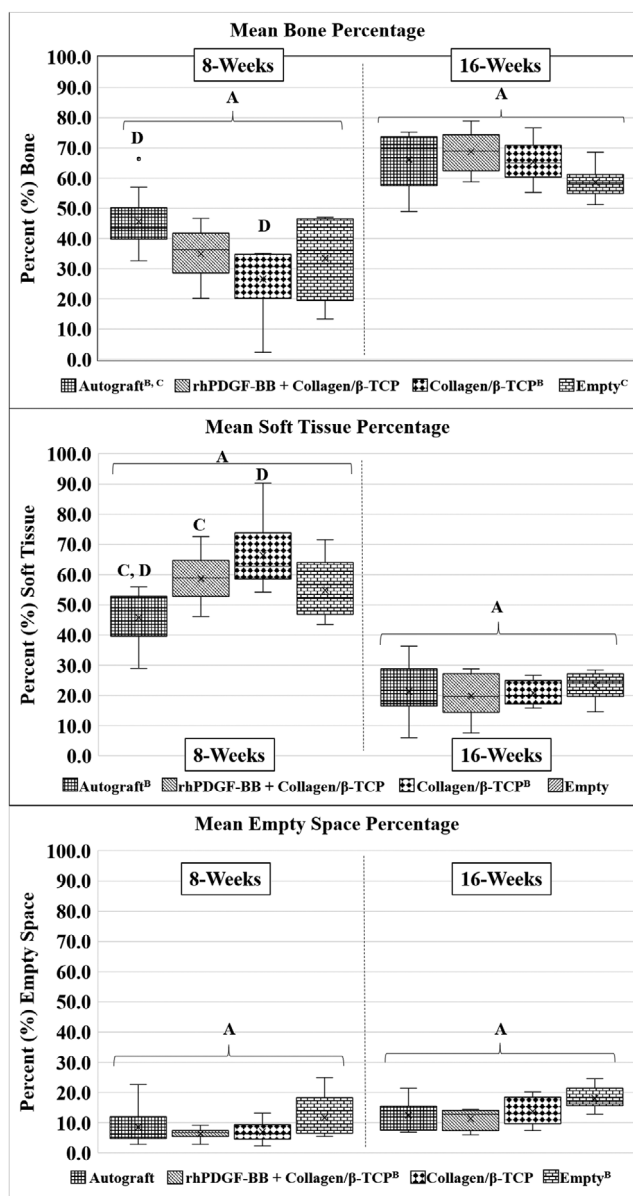 Mean Bone Percentage
8-Weeks
16-Weeks
A
A
D
D
Percent (%) Bone
100.0
90.0
80.0
70.0
60.0
50.0
40.0
30.0
20.0
10.0
0.0
Autograft^B, C rhPDGF-BB + Collagen/β-TCP Collagen/β-TCP^B Empty^C
Mean Soft Tissue Percentage
A
D
C
C, D
A
Percent (%) Soft Tissue
100.0
90.0
80.0
70.0
60.0
50.0
40.0
30.0
20.0
10.0
0.0
8-Weeks
16-Weeks
Autograft^B rhPDGF-BB + Collagen/β-TCP Collagen/β-TCP^B Empty
Mean Empty Space Percentage
8-Weeks
16-Weeks
A
A
Percent (%) Empty Space
100.0
90.0
80.0
70.0
60.0
50.0
40.0
30.0
20.0
10.0
0.0
Autograft rhPDGF-BB + Collagen/β-TCP^B Collagen/β-TCP Empty^B